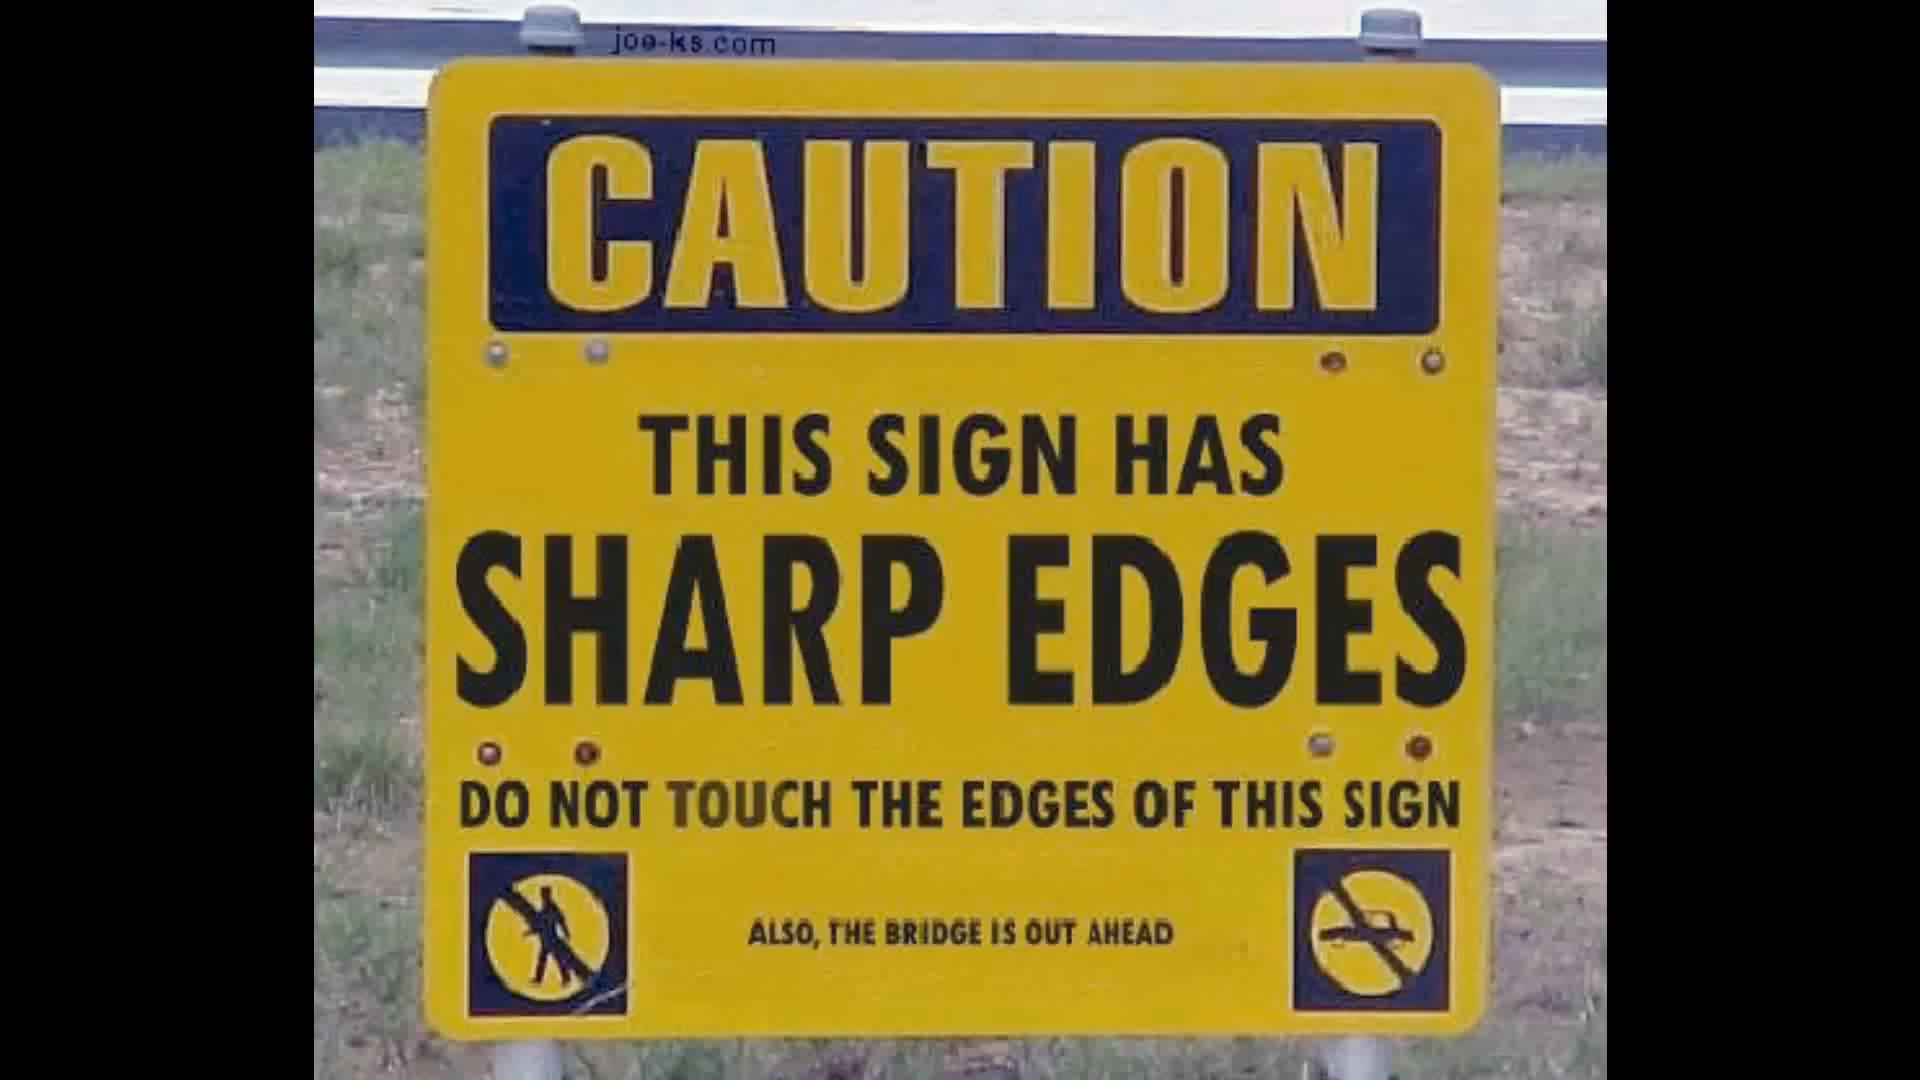 joe-ks.com
CAUTION
THIS SIGN HAS
SHARP EDGES
DO NOT TOUCH THE EDGES OF THIS SIGN
ALSO, THE BRIDGE IS OUT AHEAD